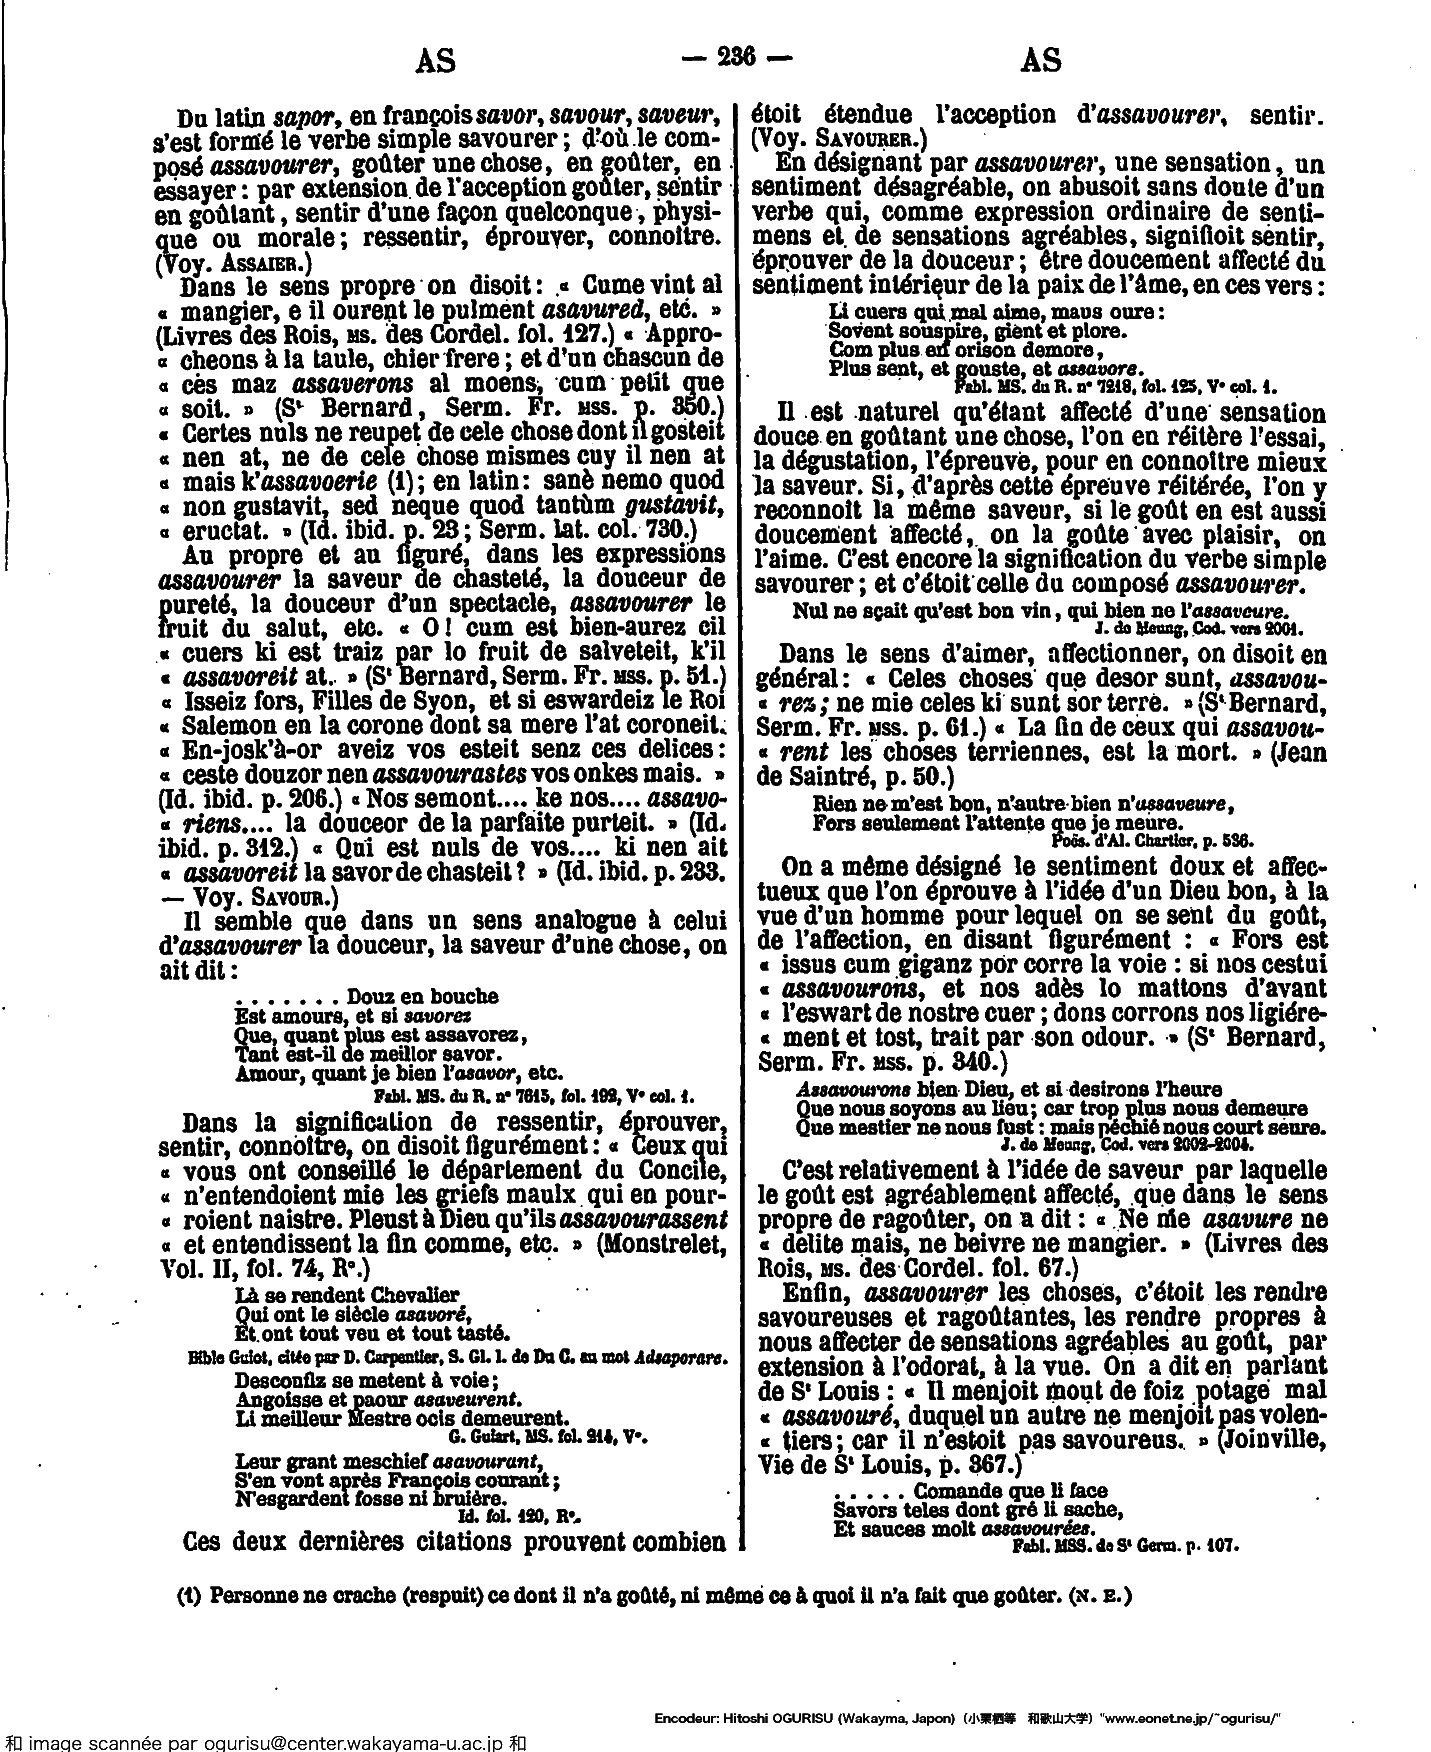 AS — 236 — AS
Du latin sapor, en françois savor, savour, saveur,
s'est formé le verbe simple savourer ; d'où le com-
posé assavourer, goûter une chose, en goûter, en
essayer : par extension de l'acception goûter, sentir
en goûtant, sentir d'une façon quelconque, physi-
que ou morale ; ressentir, éprouver, connoître.
(Voy. ASSAIER.)
Dans le sens propre on disoit : « Cume vint al
« mangier, e il ourent le pulment asavured, etc. »
(Livres des Rois, MS. des Cordel. fol. 127.) « Appro-
« cheons à la taule, chier frere ; et d'un chascun de
« cès maz assaverons al moens, cum petit que
« soit. » (St Bernard, Serm. Fr. MSS. p. 350.)
« Certes nuls ne reupet de cele chose dont il gosteit
« nen at, ne de cele chose mismes cuy il nen at
« mais k'assavoerie (1) ; en latin : sanè nemo quod
« non gustavit, sed neque quod tantùm gustavit,
« eructat. » (Id. ibid. p. 23 ; Serm. lat. col. 730.)
Au propre et au figuré, dans les expressions
assavourer la saveur de chasteté, la douceur de
pureté, la douceur d'un spectacle, assavourer le
fruit du salut, etc. « O ! cum est bien-aurez cil
« cuers ki est traiz par lo fruit de salveteit, k'il
« assavoreit at. » (St Bernard, Serm. Fr. MSS. p. 51.)
« Isseiz fors, Filles de Syon, et si eswardeiz le Roi
« Salemon en la corone dont sa mere l'at coroneit.
« En-josk'à-or aveiz vos esteit senz ces delices :
« ceste douzor nen assavourastes vos onkes mais. »
(Id. ibid. p. 206.) « Nos semont.... ke nos.... assavo-
« riens.... la douceor de la parfaite purteit. » (Id.
ibid. p. 312.) « Qui est nuls de vos.... ki nen ait
« assavoreit la savor de chasteit ? » (Id. ibid. p. 233.
— Voy. SAVOUR.)
Il semble que dans un sens analogue à celui
d'assavourer la douceur, la saveur d'une chose, on
ait dit :
. . . . . . . Douz en bouche
Est amours, et si savorez
Que, quant plus est assavorez,
Tant est-il de meillor savor.
Amour, quant je bien l'asavor, etc.
Fabl. MS. du R. n° 7615, fol. 192, V° col. 1.
Dans la signification de ressentir, éprouver,
sentir, connoître, on disoit figurément : « Ceux qui
« vous ont conseillé le département du Concile,
« n'entendoient mie les griefs maulx qui en pour-
« roient naistre. Pleust à Dieu qu'ils assavourassent
« et entendissent la fin comme, etc. » (Monstrelet,
Vol. II, fol. 74, R°.)
Là se rendent Chevalier
Qui ont le siècle asavoré,
Et ont tout veu et tout tasté.
Bible Guiot, citée par D. Carpentier, S. Gl. l. de Du C. au mot Adsaporare.
Desconfiz se metent à voie ;
Angoisse et paour asaveurent.
Li meilleur Mestre ocis demeurent.
G. Guiart, MS. fol. 214, V°.
Leur grant meschief asavourant,
S'en vont après François courant ;
N'esgardent fosse ni bruière.
Id. fol. 120, R°.
Ces deux dernières citations prouvent combien
étoit étendue l'acception d'assavourer, sentir.
(Voy. SAVOURER.)
En désignant par assavourer, une sensation, un
sentiment désagréable, on abusoit sans doute d'un
verbe qui, comme expression ordinaire de senti-
mens et de sensations agréables, signifioit sentir,
éprouver de la douceur ; être doucement affecté du
sentiment intérieur de la paix de l'âme, en ces vers :
Li cuers qui mal aime, maus oure :
Sovent souspire, gient et plore.
Com plus en orison demore,
Plus sent, et gouste, et assavore.
Fabl. MS. du R. n° 7218, fol. 125, V° col. 1.
Il est naturel qu'étant affecté d'une sensation
douce en goûtant une chose, l'on en réitère l'essai,
la dégustation, l'épreuve, pour en connoître mieux
la saveur. Si, d'après cette épreuve réitérée, l'on y
reconnoit la même saveur, si le goût en est aussi
doucement affecté, on la goûte avec plaisir, on
l'aime. C'est encore la signification du verbe simple
savourer ; et c'étoit celle du composé assavourer.
Nul ne sçait qu'est bon vin, qui bien ne l'assaveure.
J. de Meung, Cod. vers 2001.
Dans le sens d'aimer, affectionner, on disoit en
général : « Celes choses que desor sunt, assavou-
« rez ; ne mie celes ki sunt sor terre. » (St Bernard,
Serm. Fr. MSS. p. 61.) « La fin de ceux qui assavou-
« rent les choses terriennes, est la mort. » (Jean
de Saintré, p. 50.)
Rien ne m'est bon, n'autre bien n'assaveure,
Fors seulement l'attente que je meure.
Poës. d'Al. Chartier, p. 536.
On a même désigné le sentiment doux et affec-
tueux que l'on éprouve à l'idée d'un Dieu bon, à la
vue d'un homme pour lequel on se sent du goût,
de l'affection, en disant figurément : « Fors est
« issus cum giganz por corre la voie : si nos cestui
« assavourons, et nos adès lo mattons d'avant
« l'eswart de nostre cuer ; dons corrons nos ligiére-
« ment et tost, trait par son odour. » (St Bernard,
Serm. Fr. MSS. p. 340.)
Assavourons bien Dieu, et si desirons l'heure
Que nous soyons au lieu ; car trop plus nous demeure
Que mestier ne nous fust : mais péchié nous court seure.
J. de Meung, Cod. vers 2002-2004.
C'est relativement à l'idée de saveur par laquelle
le goût est agréablement affecté, que dans le sens
propre de ragoûter, on a dit : « Ne me asavure ne
« delite mais, ne beivre ne mangier. » (Livres des
Rois, MS. des Cordel. fol. 67.)
Enfin, assavourer les choses, c'étoit les rendre
savoureuses et ragoûtantes, les rendre propres à
nous affecter de sensations agréables au goût, par
extension à l'odorat, à la vue. On a dit en parlant
de St Louis : « Il menjoit mout de foiz potage mal
« assavouré, duquel un autre ne menjoit pas volen-
« tiers ; car il n'estoit pas savoureus. » (Joinville,
Vie de St Louis, p. 367.)
. . . . . Comande que li face
Savors teles dont gré li sache,
Et sauces molt assavourées.
Fabl. MSS. de St Germ. p. 107.
(1) Personne ne crache (respuit) ce dont il n'a goûté, ni même ce à quoi il n'a fait que goûter. (N. E.)
Encodeur: Hitoshi OGURISU (Wakayma, Japon) (小栗栖等 和歌山大学) "www.eonet.ne.jp/~ogurisu/"
和 image scannée par ogurisu@center.wakayama-u.ac.jp 和